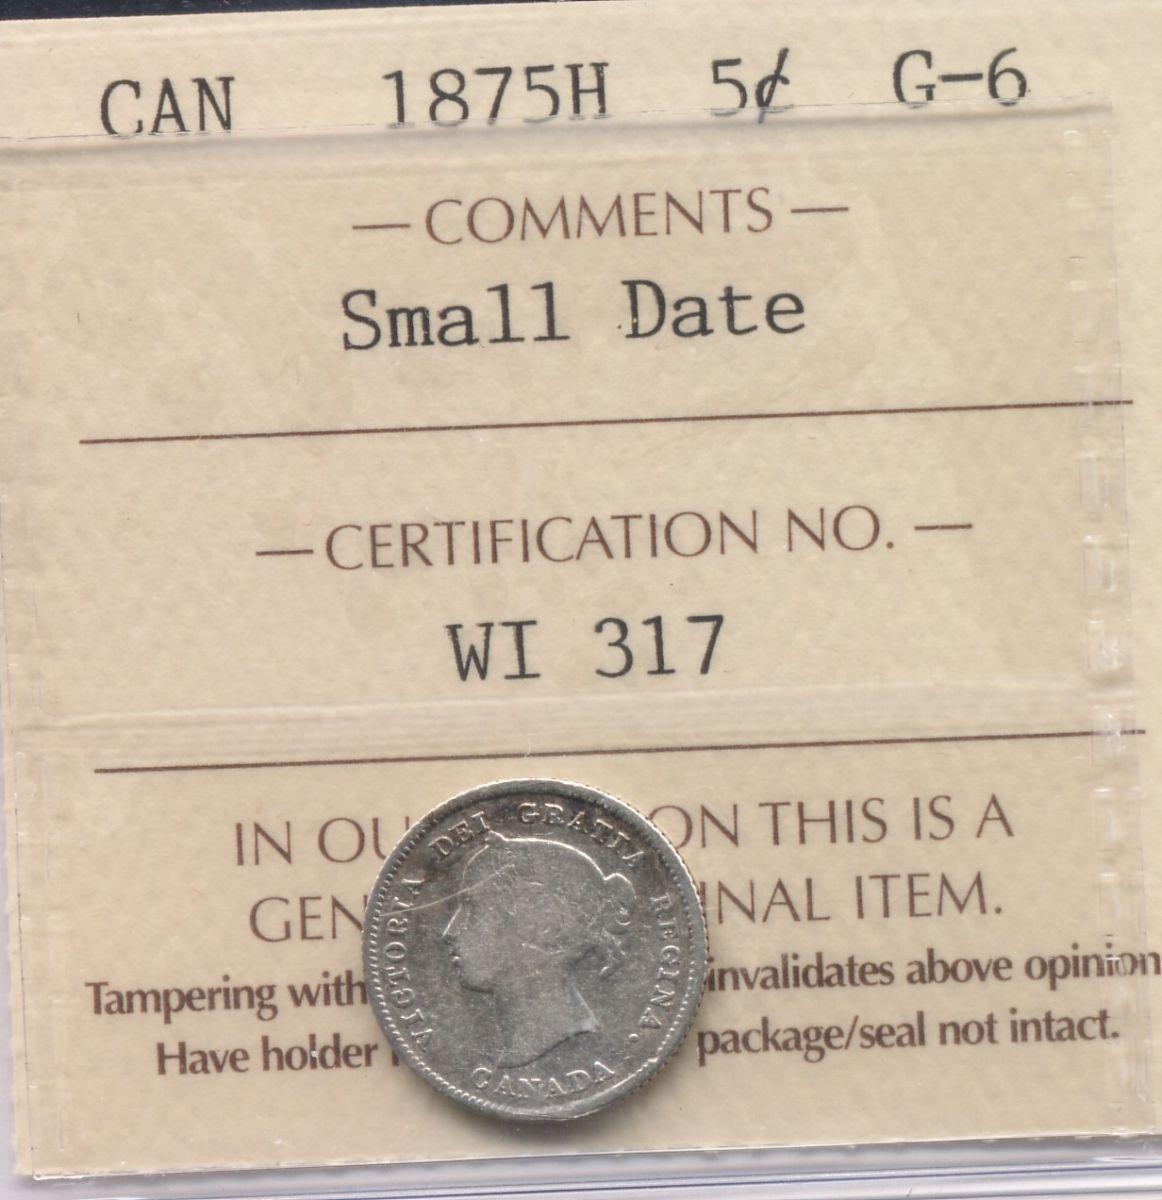 CAN 1875H 5¢ G-6
— COMMENTS —
Small Date
— CERTIFICATION NO. —
WI 317
IN OU ON THIS IS A
GEN INAL ITEM.
Tampering with invalidates above opinion
Have holder package/seal not intact.
VICTORIA DEI GRATIA REGINA.
CANADA